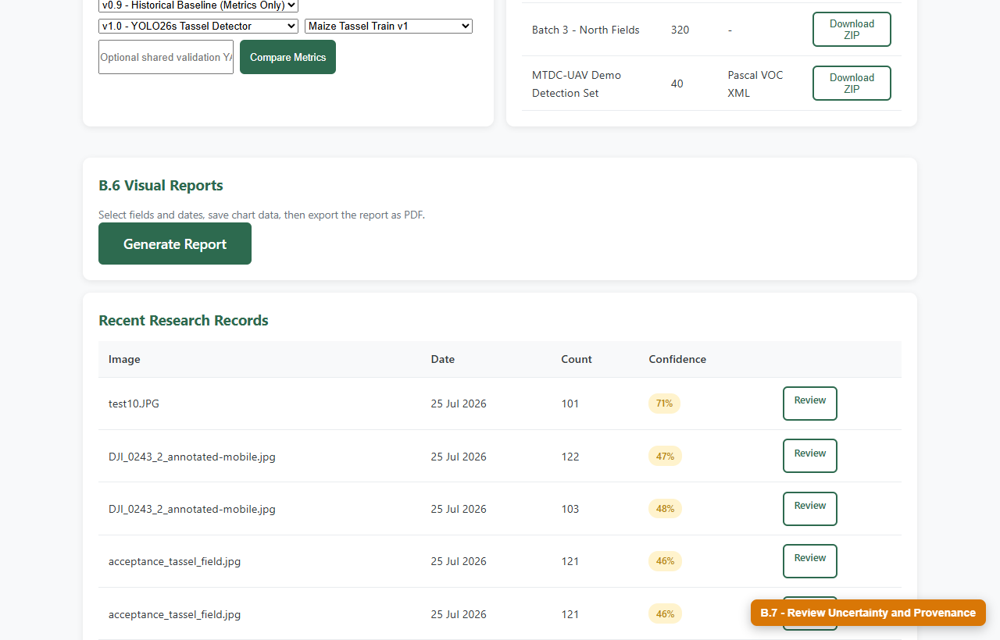 v0.9 - Historical Baseline (Metrics Only)
v1.0 - YOLO26s Tassel Detector
Maize Tassel Train v1
Optional shared validation YA
Compare Metrics
Batch 3 - North Fields
320
-
Download
ZIP
MTDC-UAV Demo
Detection Set
40
Pascal VOC
XML
Download
ZIP
B.6 Visual Reports
Select fields and dates, save chart data, then export the report as PDF.
Generate Report
Recent Research Records
Image Date Count Confidence
test10.JPG 25 Jul 2026 101 71% Review
DJI_0243_2_annotated-mobile.jpg 25 Jul 2026 122 47% Review
DJI_0243_2_annotated-mobile.jpg 25 Jul 2026 103 48% Review
acceptance_tassel_field.jpg 25 Jul 2026 121 46% Review
acceptance_tassel_field.jpg 25 Jul 2026 121 46%
B.7 - Review Uncertainty and Provenance